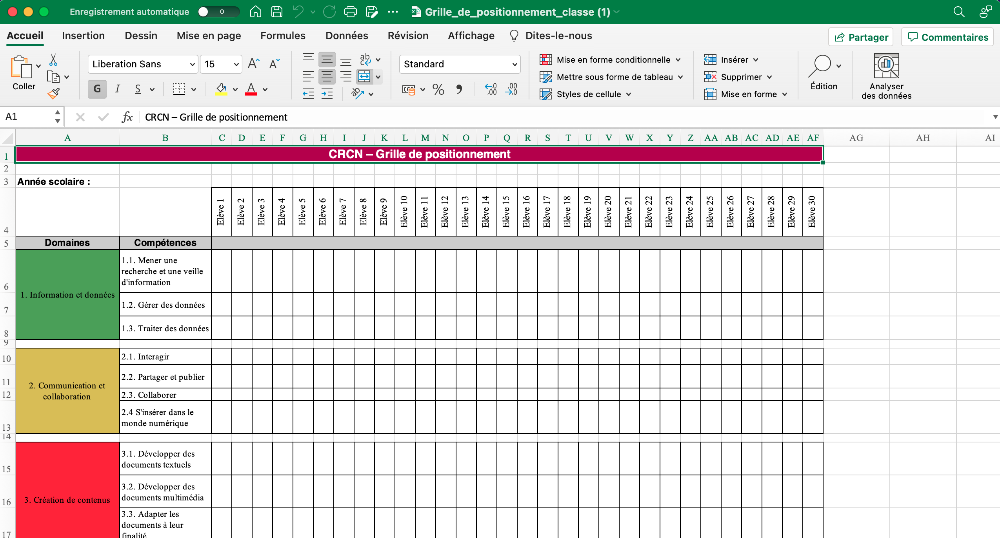 Enregistrement automatique
Grille_de_positionnement_classe (1)
Accueil Insertion Dessin Mise en page Formules Données Révision Affichage Dites-le-nous Partager Commentaires
Coller
Liberation Sans 15
G I S
Standard
Mise en forme conditionnelle
Mettre sous forme de tableau
Styles de cellule
Insérer
Supprimer
Mise en forme
Édition
Analyser
des données
A1 fx CRCN – Grille de positionnement
A B C D E F G H I J K L M N O P Q R S T U V W X Y Z AA AB AC AD AE AF AG AH AI
1 CRCN – Grille de positionnement
2
3 Année scolaire :
4 Elève 1 Elève 2 Elève 3 Elève 4 Elève 5 Elève 6 Elève 7 Elève 8 Elève 9 Elève 10 Elève 11 Elève 12 Elève 13 Elève 14 Elève 15 Elève 16 Elève 17 Elève 18 Elève 19 Elève 20 Elève 21 Elève 22 Elève 23 Elève 24 Elève 25 Elève 26 Elève 27 Elève 28 Elève 29 Elève 30
5 Domaines Compétences
1. Information et données
6 1.1. Mener une
recherche et une veille
d'information
7 1.2. Gérer des données
8 1.3. Traiter des données
9
2. Communication et
collaboration
10 2.1. Interagir
11 2.2. Partager et publier
12 2.3. Collaborer
13 2.4 S'insérer dans le
monde numérique
14
3. Création de contenus
15 3.1. Développer des
documents textuels
16 3.2. Développer des
documents multimédia
17 3.3. Adapter les
documents à leur
finalité